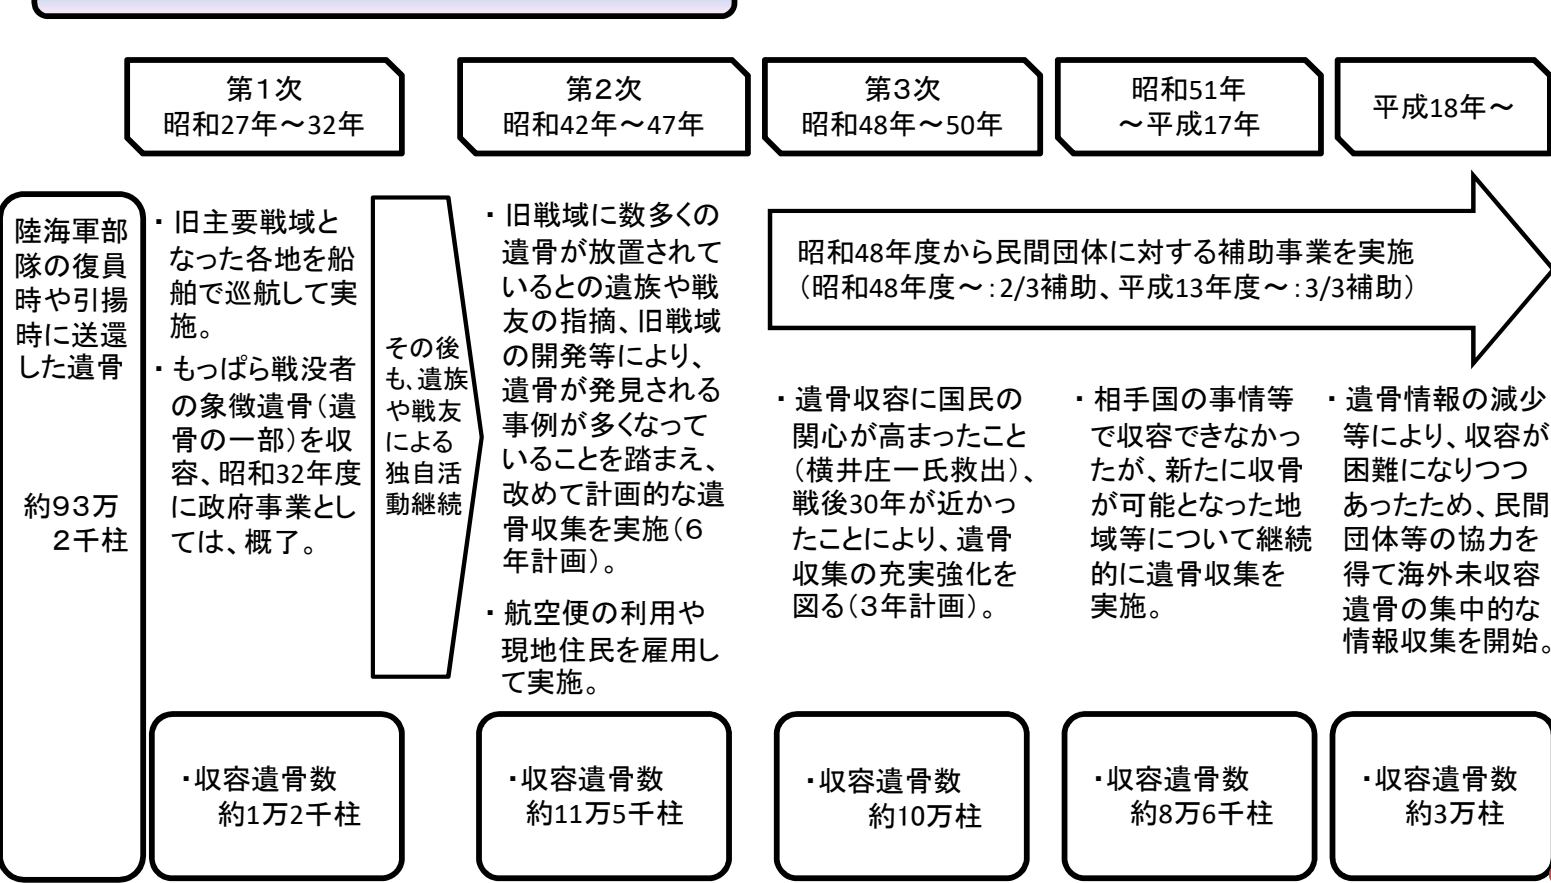 第1次
昭和27年～32年
第2次
昭和42年～47年
第3次
昭和48年～50年
昭和51年
～平成17年
平成18年～
陸海軍部
隊の復員
時や引揚
時に送還
した遺骨
約93万
2千柱
・旧主要戦域と
なった各地を船
舶で巡航して実
施。
・もっぱら戦没者
の象徴遺骨（遺
骨の一部）を収
容、昭和32年度
に政府事業とし
ては、概了。
その後
も、遺族
や戦友
による
独自活
動継続
・旧戦域に数多くの
遺骨が放置されて
いるとの遺族や戦
友の指摘、旧戦域
の開発等により、
遺骨が発見される
事例が多くなって
いることを踏まえ、
改めて計画的な遺
骨収集を実施（６
年計画）。
・航空便の利用や
現地住民を雇用し
て実施。
昭和48年度から民間団体に対する補助事業を実施
（昭和48年度～：2/3補助、平成13年度～：3/3補助）
・遺骨収容に国民の
関心が高まったこと
（横井庄一氏救出）、
戦後30年が近かっ
たことにより、遺骨
収集の充実強化を
図る（３年計画）。
・相手国の事情等
で収容できなかっ
たが、新たに収骨
が可能となった地
域等について継続
的に遺骨収集を
実施。
・遺骨情報の減少
等により、収容が
困難になりつつ
あったため、民間
団体等の協力を
得て海外未収容
遺骨の集中的な
情報収集を開始。
・収容遺骨数
約1万2千柱
・収容遺骨数
約11万5千柱
・収容遺骨数
約10万柱
・収容遺骨数
約8万6千柱
・収容遺骨数
約3万柱